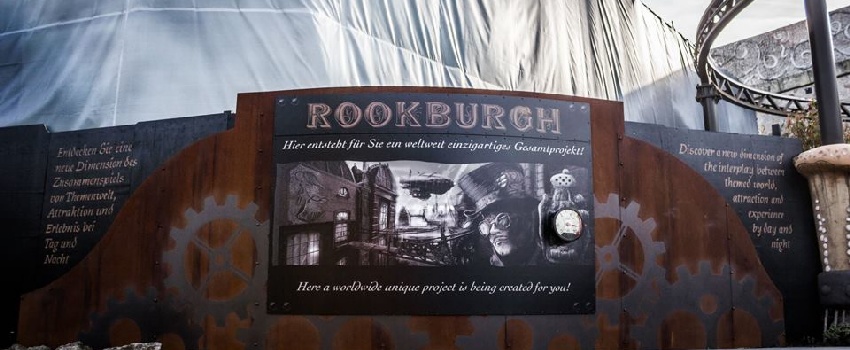 ROOKBURGH
Hier entsteht für Sie ein weltweit einzigartiges Gesamtprojekt!
Here a worldwide unique project is being created for you!
Entdecken Sie eine
neue Dimension des
Zusammenspiels
von Themenwelt,
Attraktion und
Erlebnis bei
Tag und
Nacht
Discover a new dimension of
the interplay between
themed world,
attraction and
experience
by day and
night